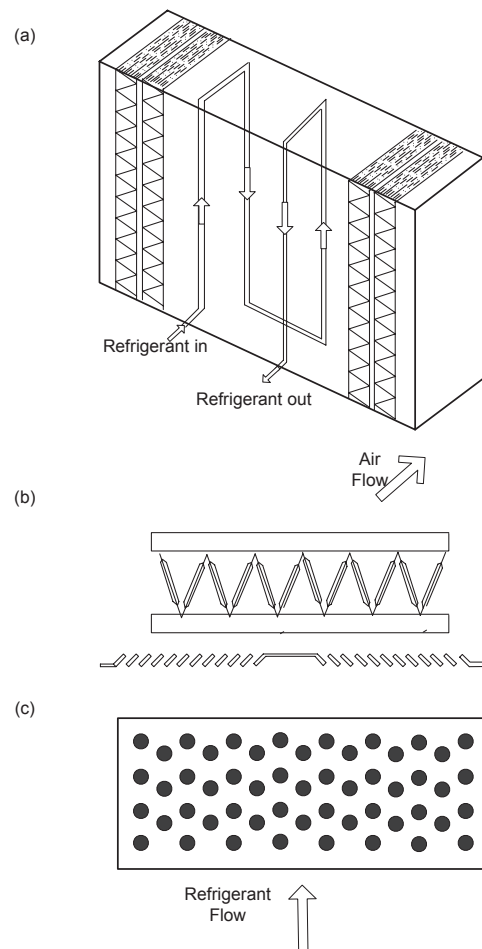 (a)
Refrigerant in
Refrigerant out
Air
Flow
(b)
(c)
Refrigerant
Flow